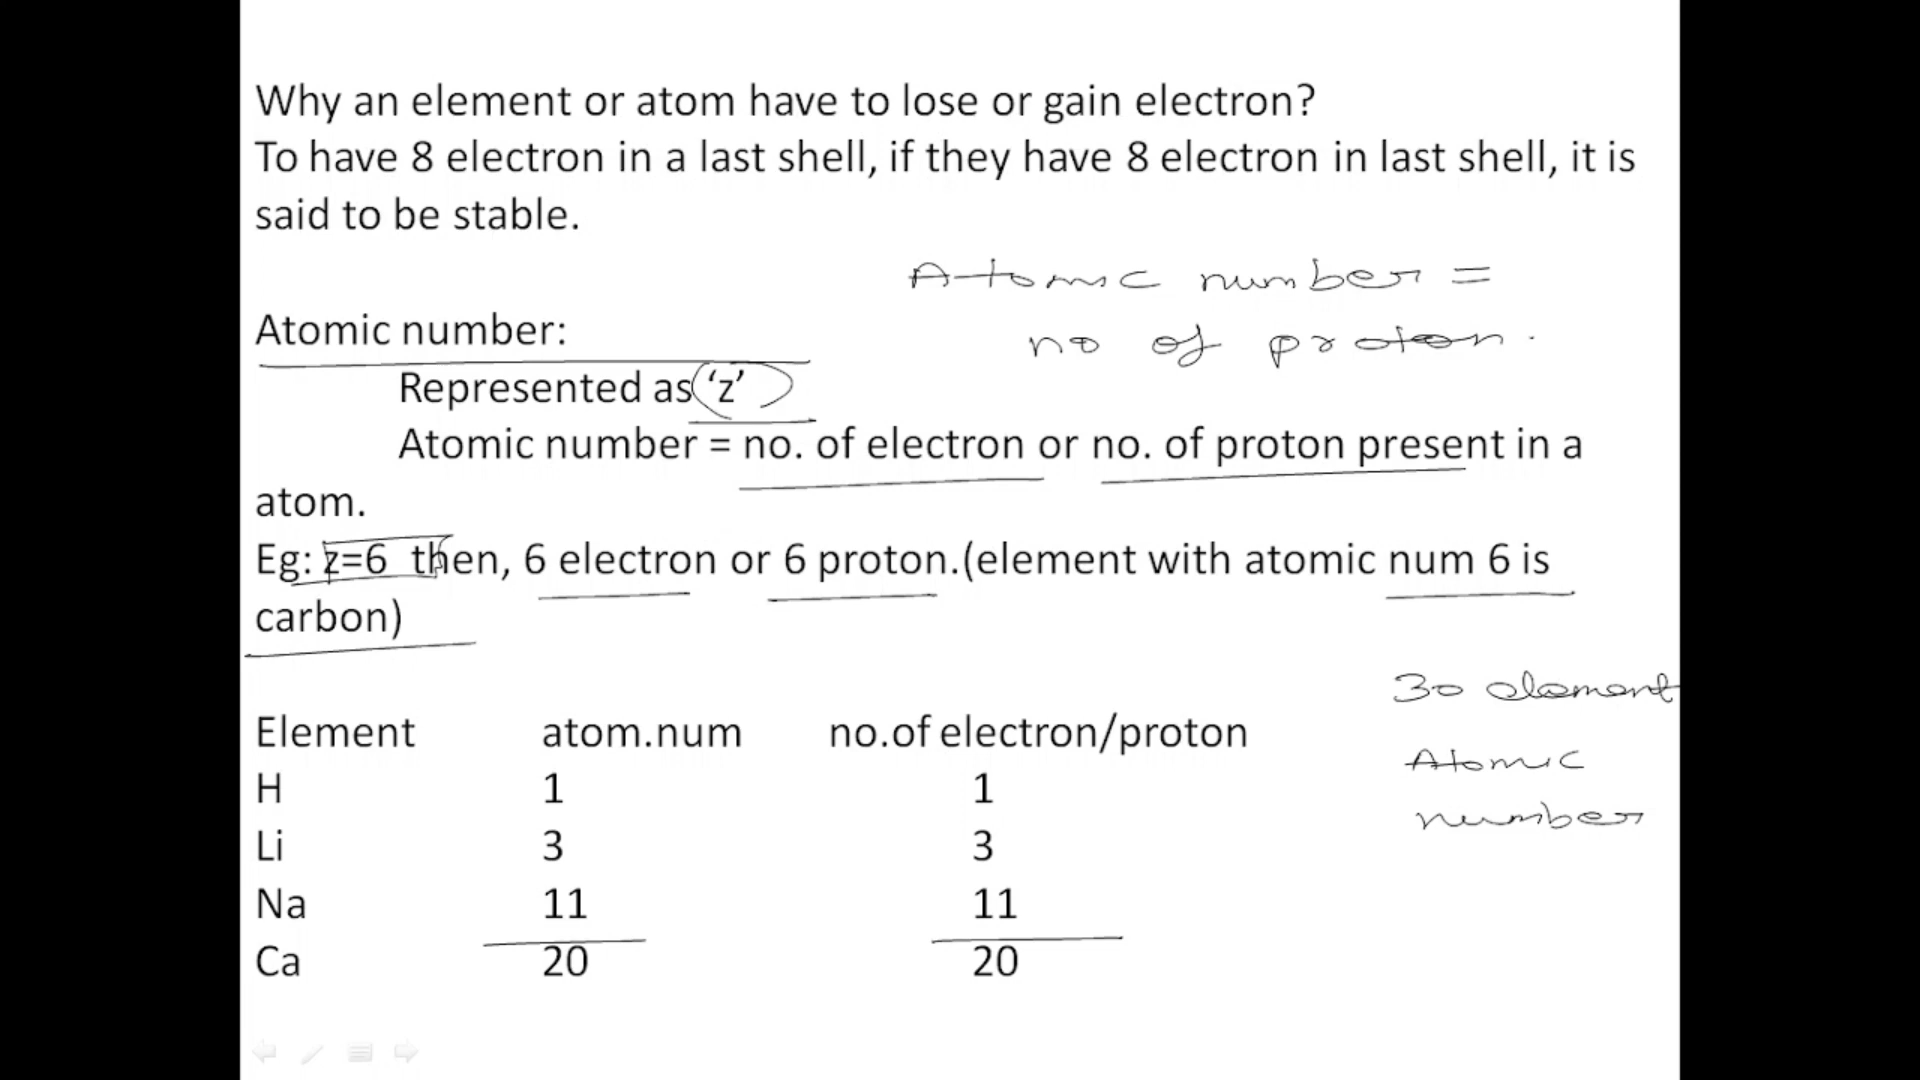 Why an element or atom have to lose or gain electron?
To have 8 electron in a last shell, if they have 8 electron in last shell, it is
said to be stable.
Atomic number =
no of proton.
Atomic number:
Represented as ‘z’
Atomic number = no. of electron or no. of proton present in a
atom.
Eg: z=6 then, 6 electron or 6 proton.(element with atomic num 6 is
carbon)
30 element
Atomic
number
Element atom.num no.of electron/proton
H 1 1
Li 3 3
Na 11 11
Ca 20 20